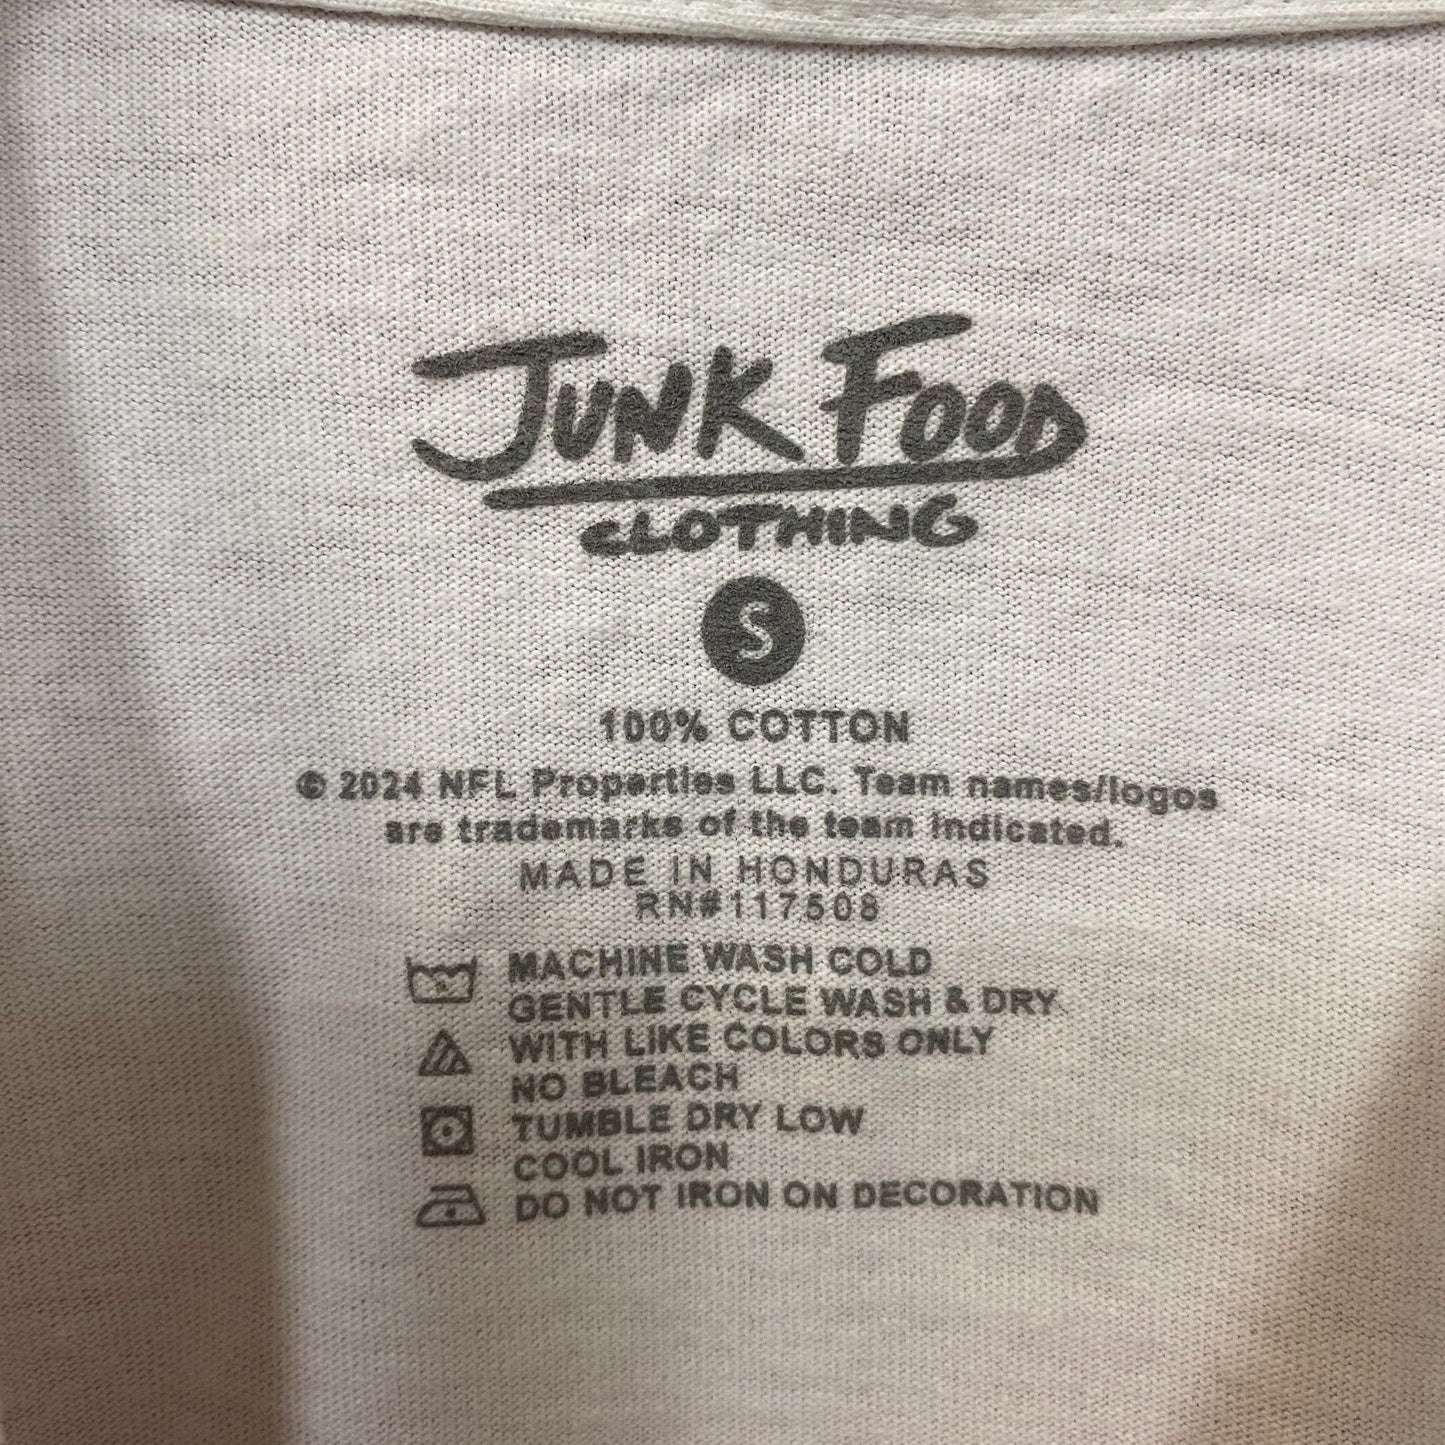 JUNK FOOD
CLOTHING
S
100% COTTON
© 2024 NFL Properties LLC. Team names/logos
are trademarks of the team indicated.
MADE IN HONDURAS
RN#117508
MACHINE WASH COLD
GENTLE CYCLE WASH & DRY
WITH LIKE COLORS ONLY
NO BLEACH
TUMBLE DRY LOW
COOL IRON
DO NOT IRON ON DECORATION